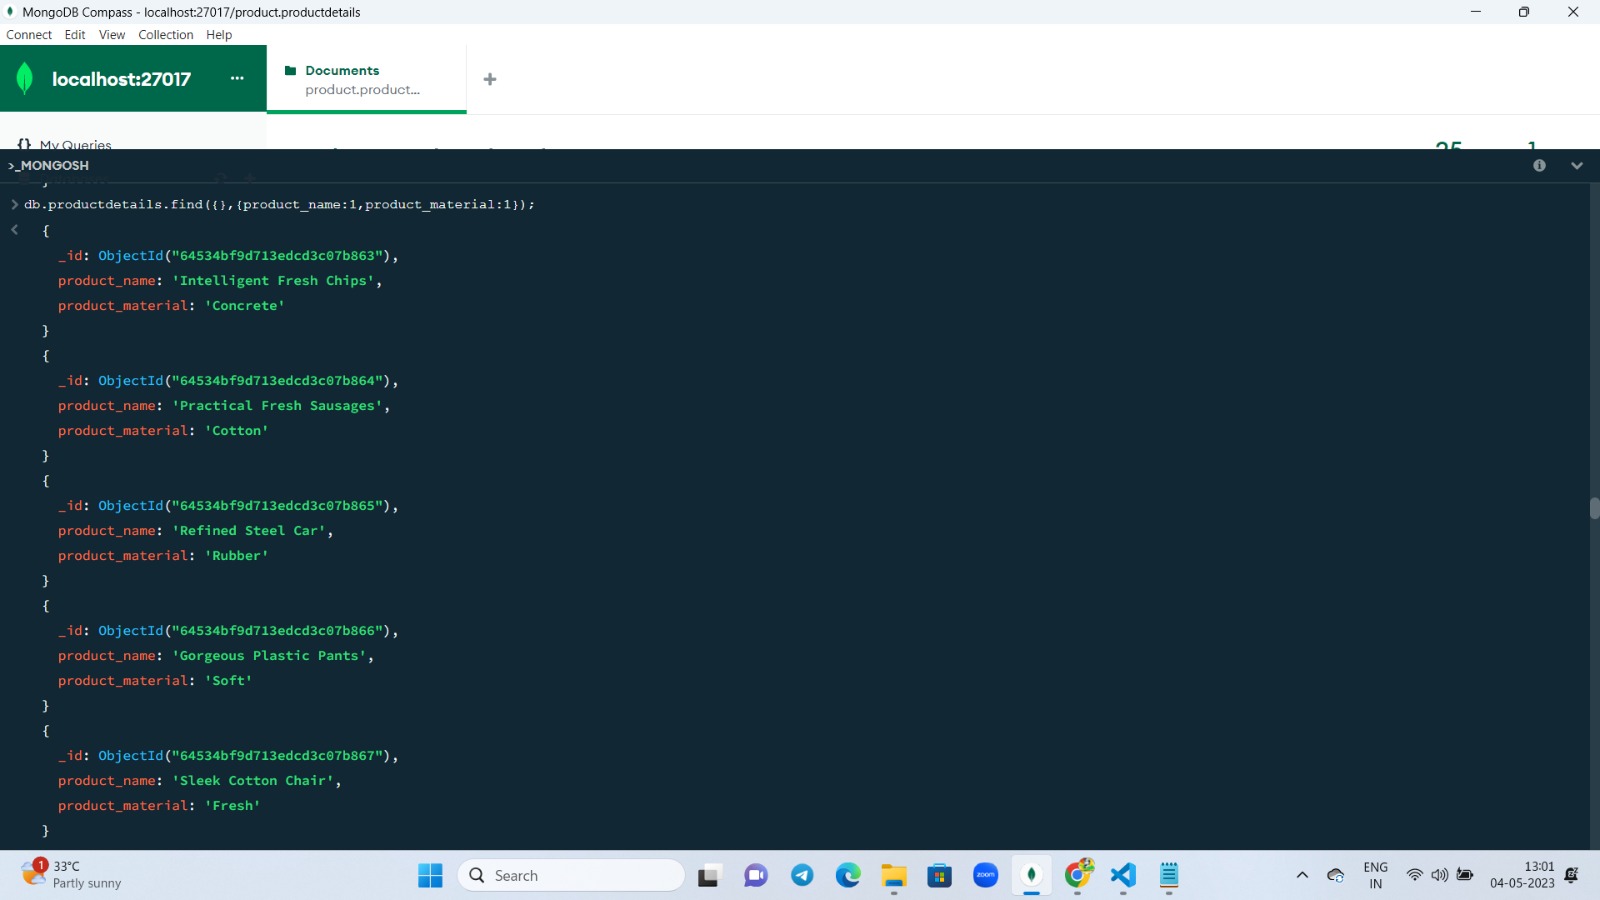 MongoDB Compass - localhost:27017/product.productdetails
Connect Edit View Collection Help
localhost:27017 ...
Documents
product.product...
{} My Queries
25 1
>_MONGOSH
> db.productdetails.find({},{product_name:1,product_material:1});
< {
_id: ObjectId("64534bf9d713edcd3c07b863"),
product_name: 'Intelligent Fresh Chips',
product_material: 'Concrete'
}
{
_id: ObjectId("64534bf9d713edcd3c07b864"),
product_name: 'Practical Fresh Sausages',
product_material: 'Cotton'
}
{
_id: ObjectId("64534bf9d713edcd3c07b865"),
product_name: 'Refined Steel Car',
product_material: 'Rubber'
}
{
_id: ObjectId("64534bf9d713edcd3c07b866"),
product_name: 'Gorgeous Plastic Pants',
product_material: 'Soft'
}
{
_id: ObjectId("64534bf9d713edcd3c07b867"),
product_name: 'Sleek Cotton Chair',
product_material: 'Fresh'
}
1
33°C
Partly sunny
Search
zoom
ENG
IN
13:01
04-05-2023